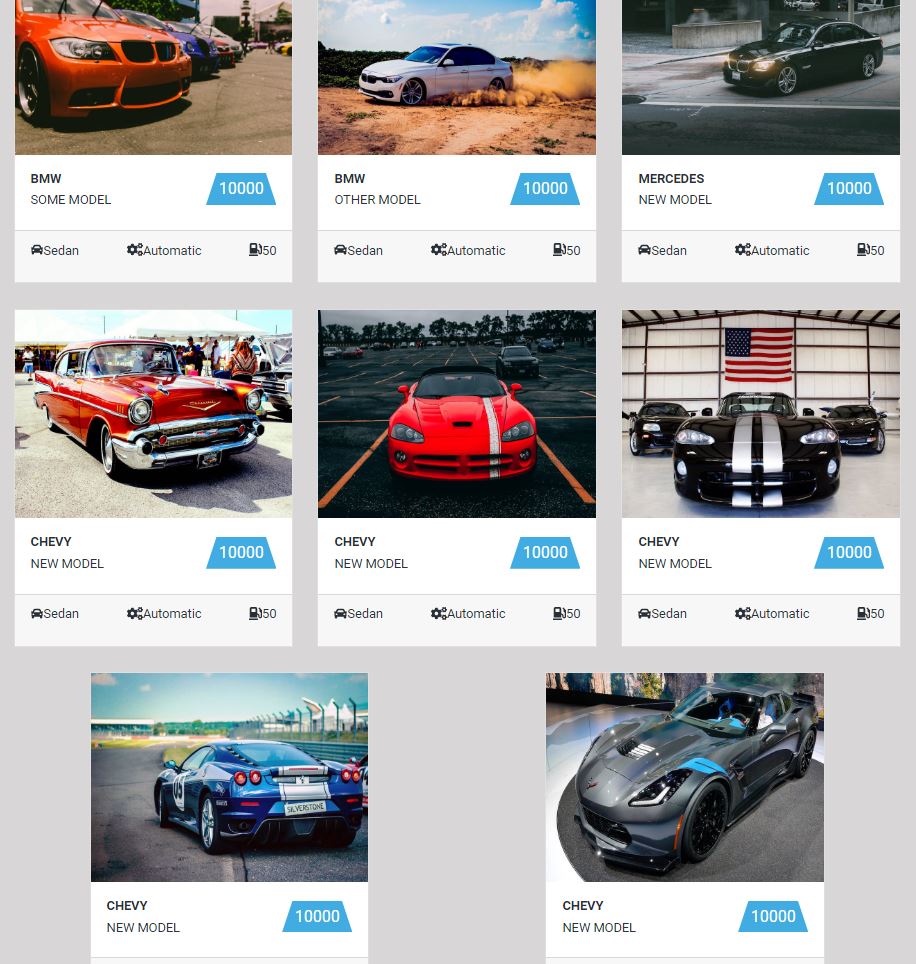 BMW
SOME MODEL
10000
Sedan
Automatic
50
BMW
OTHER MODEL
10000
Sedan
Automatic
50
MERCEDES
NEW MODEL
10000
Sedan
Automatic
50
CHEVY
NEW MODEL
10000
Sedan
Automatic
50
CHEVY
NEW MODEL
10000
Sedan
Automatic
50
CHEVY
NEW MODEL
10000
Sedan
Automatic
50
05
SILVERSTONE
CHEVY
NEW MODEL
10000
CHEVY
NEW MODEL
10000